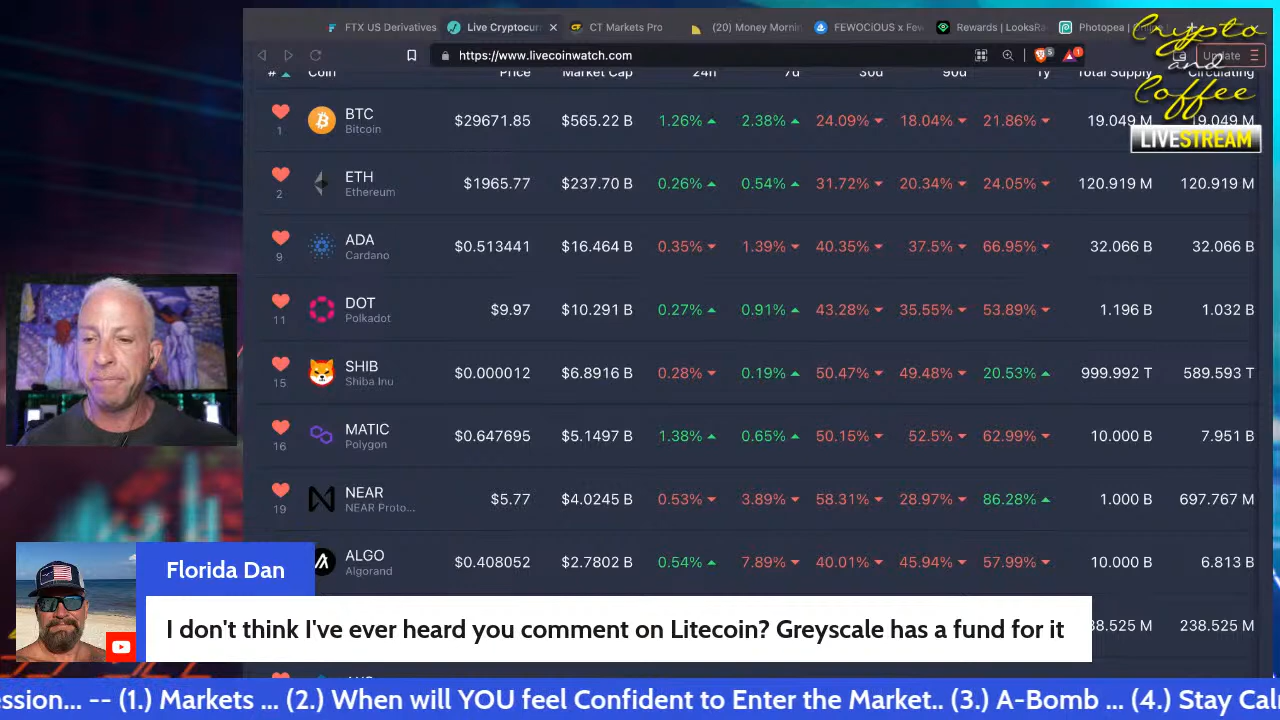 FTX US Derivatives
Live Cryptocurr
CT Markets Pro
(20) Money Mornin
FEWOCiOUS x Few
Rewards | LooksRa
Photopea |
Crypto
and
Coffee
LIVESTREAM
https://www.livecoinwatch.com
5
1
Update
# Coin Price Market Cap 24h 7d 30d 90d 1y Total Supply Circulating
1 BTC Bitcoin $29671.85 $565.22 B 1.26% 2.38% 24.09% 18.04% 21.86% 19.049 M 19.049 M
2 ETH Ethereum $1965.77 $237.70 B 0.26% 0.54% 31.72% 20.34% 24.05% 120.919 M 120.919 M
9 ADA Cardano $0.513441 $16.464 B 0.35% 1.39% 40.35% 37.5% 66.95% 32.066 B 32.066 B
11 DOT Polkadot $9.97 $10.291 B 0.27% 0.91% 43.28% 35.55% 53.89% 1.196 B 1.032 B
15 SHIB Shiba Inu $0.000012 $6.8916 B 0.28% 0.19% 50.47% 49.48% 20.53% 999.992 T 589.593 T
16 MATIC Polygon $0.647695 $5.1497 B 1.38% 0.65% 50.15% 52.5% 62.99% 10.000 B 7.951 B
19 NEAR NEAR Proto... $5.77 $4.0245 B 0.53% 3.89% 58.31% 28.97% 86.28% 1.000 B 697.767 M
ALGO Algorand $0.408052 $2.7802 B 0.54% 7.89% 40.01% 45.94% 57.99% 10.000 B 6.813 B
8.525 M 238.525 M
Florida Dan
I don't think I've ever heard you comment on Litecoin? Greyscale has a fund for it
ession... -- (1.) Markets ... (2.) When will YOU feel Confident to Enter the Market.. (3.) A-Bomb ... (4.) Stay Cal